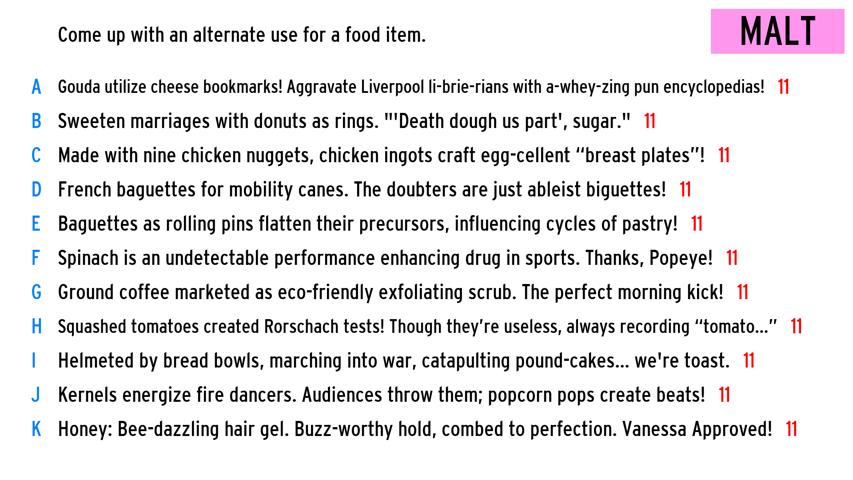 Come up with an alternate use for a food item.
MALT
A Gouda utilize cheese bookmarks! Aggravate Liverpool li-brie-rians with a-whey-zing pun encyclopedias! 11
B Sweeten marriages with donuts as rings. "'Death dough us part', sugar." 11
C Made with nine chicken nuggets, chicken ingots craft egg-cellent “breast plates”! 11
D French baguettes for mobility canes. The doubters are just ableist biguettes! 11
E Baguettes as rolling pins flatten their precursors, influencing cycles of pastry! 11
F Spinach is an undetectable performance enhancing drug in sports. Thanks, Popeye! 11
G Ground coffee marketed as eco-friendly exfoliating scrub. The perfect morning kick! 11
H Squashed tomatoes created Rorschach tests! Though they’re useless, always recording “tomato...” 11
I Helmeted by bread bowls, marching into war, catapulting pound-cakes... we're toast. 11
J Kernels energize fire dancers. Audiences throw them; popcorn pops create beats! 11
K Honey: Bee-dazzling hair gel. Buzz-worthy hold, combed to perfection. Vanessa Approved! 11